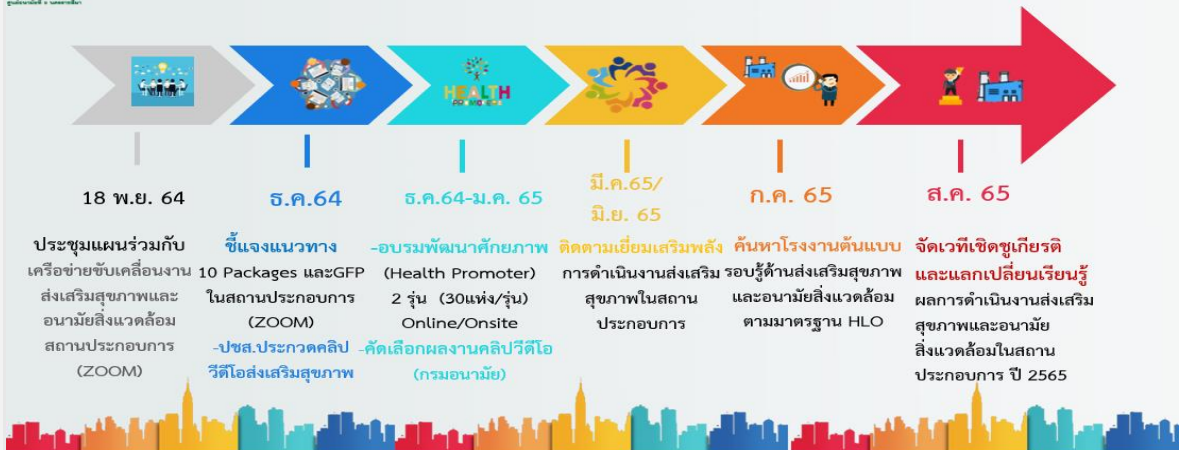 ศูนย์อนามัยที่ ๙ นครราชสีมา
HEALTH
PROMOTERS
18 พ.ย. 64
ประชุมแผนร่วมกับ
เครือข่ายขับเคลื่อนงาน
ส่งเสริมสุขภาพและ
อนามัยสิ่งแวดล้อม
สถานประกอบการ
(ZOOM)
ธ.ค.64
ชี้แจงแนวทาง
10 Packages และGFP
ในสถานประกอบการ
(ZOOM)
-ปชส.ประกวดคลิป
วีดีโอส่งเสริมสุขภาพ
ธ.ค.64-ม.ค. 65
-อบรมพัฒนาศักยภาพ
(Health Promoter)
2 รุ่น (30แห่ง/รุ่น)
Online/Onsite
-คัดเลือกผลงานคลิปวีดีโอ
(กรมอนามัย)
มี.ค.65/
มิ.ย. 65
ติดตามเยี่ยมเสริมพลัง
การดำเนินงานส่งเสริม
สุขภาพในสถาน
ประกอบการ
ก.ค. 65
ค้นหาโรงงานต้นแบบ
รอบรู้ด้านส่งเสริมสุขภาพ
และอนามัยสิ่งแวดล้อม
ตามมาตรฐาน HLO
ส.ค. 65
จัดเวทีเชิดชูเกียรติ
และแลกเปลี่ยนเรียนรู้
ผลการดำเนินงานส่งเสริม
สุขภาพและอนามัย
สิ่งแวดล้อมในสถาน
ประกอบการ ปี 2565